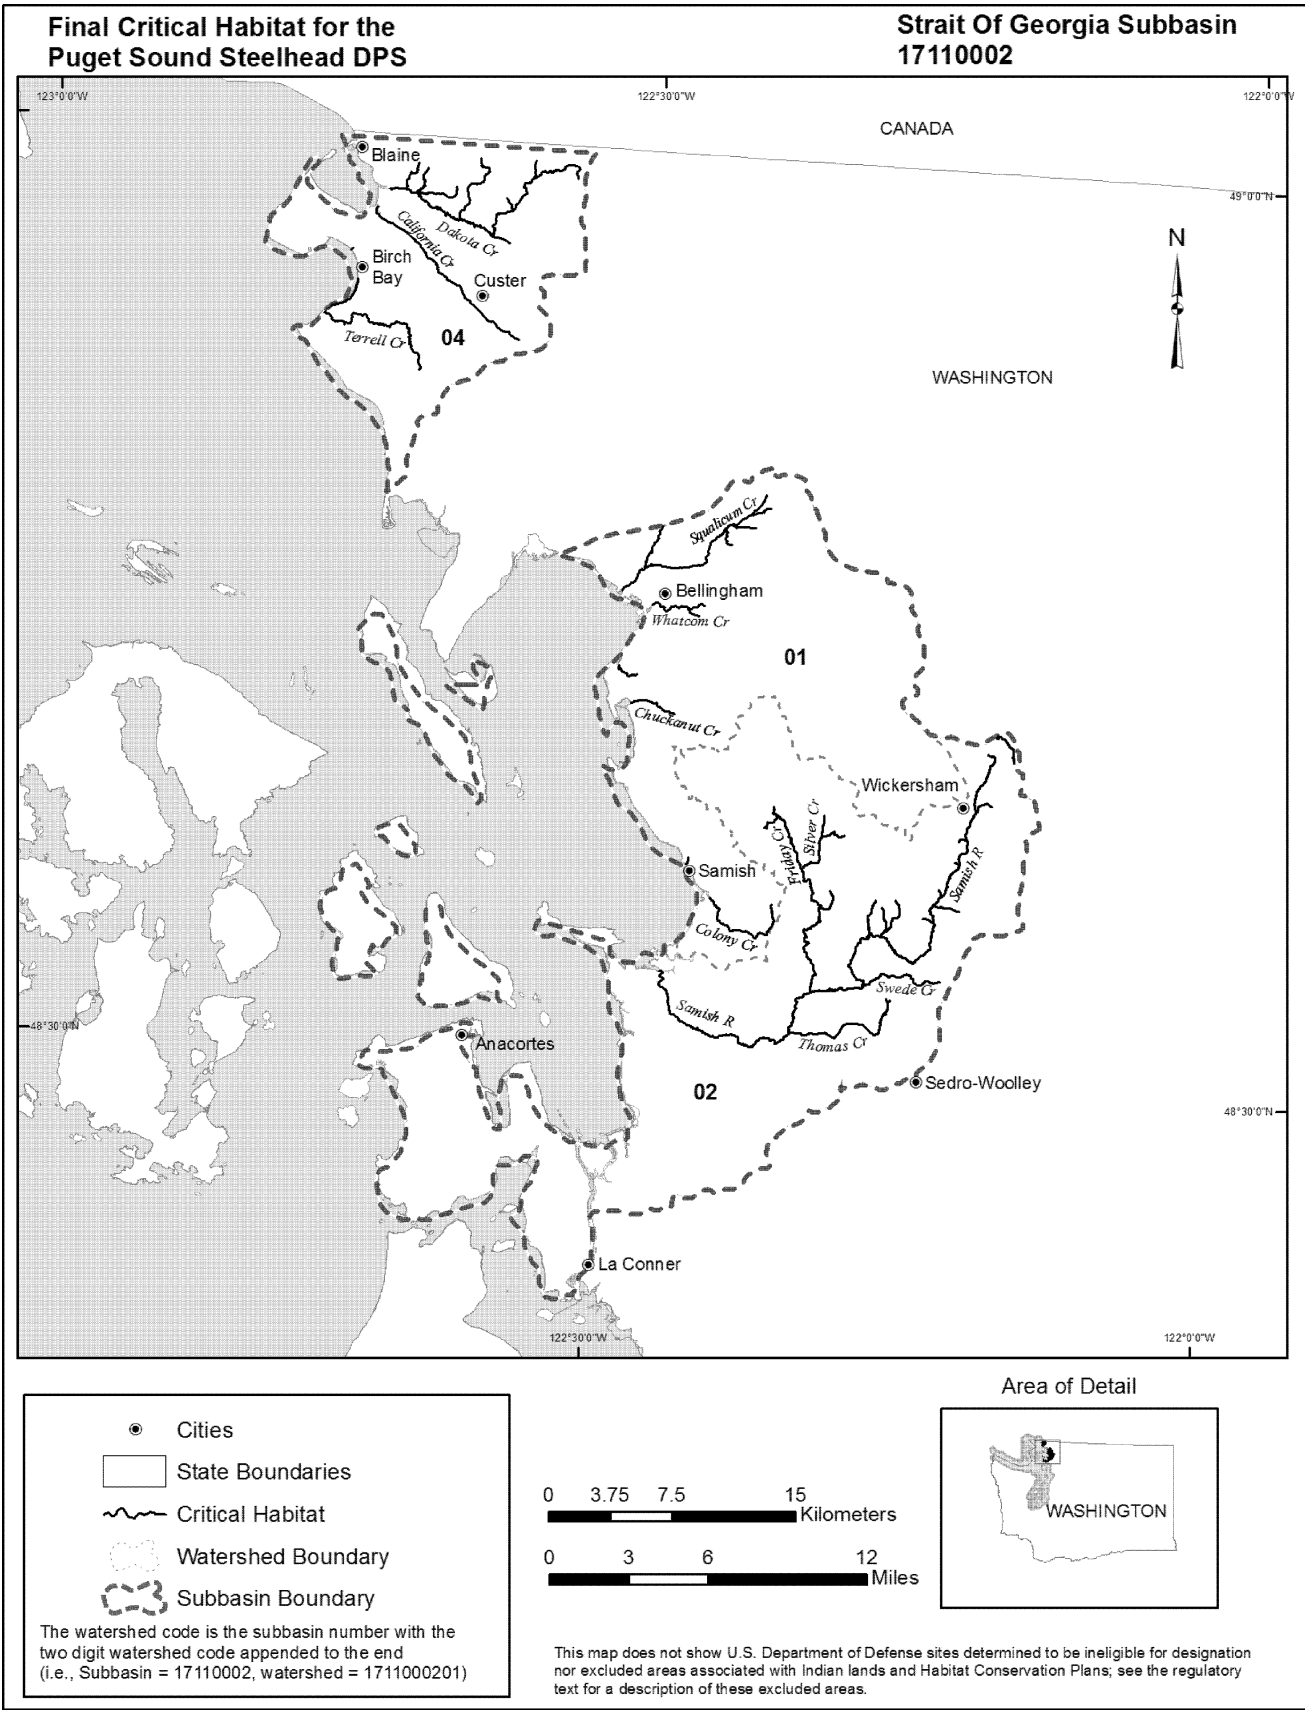 Final Critical Habitat for the
Puget Sound Steelhead DPS
Strait Of Georgia Subbasin
17110002
123°0'0"W
122°30'0"W
122°0'0"W
CANADA
Blaine
49°0'0"N
Dakota Cr
California Cr
N
Birch
Bay
Custer
Terrell Cr
04
WASHINGTON
Squalicum Cr
Bellingham
Whatcom Cr
01
Chuckanut Cr
Wickersham
Silver Cr
Friday Cr
Samish R
Samish
Colony Cr
Swede Cr
Samish R
48°30'0"N
Anacortes
Thomas Cr
Sedro-Woolley
02
48°30'0"N
La Conner
122°30'0"W
122°0'0"W
Area of Detail
WASHINGTON
Cities
State Boundaries
Critical Habitat
Watershed Boundary
Subbasin Boundary
The watershed code is the subbasin number with the
two digit watershed code appended to the end
(i.e., Subbasin = 17110002, watershed = 1711000201)
0 3.75 7.5 15
Kilometers
0 3 6 12
Miles
This map does not show U.S. Department of Defense sites determined to be ineligible for designation
nor excluded areas associated with Indian lands and Habitat Conservation Plans; see the regulatory
text for a description of these excluded areas.